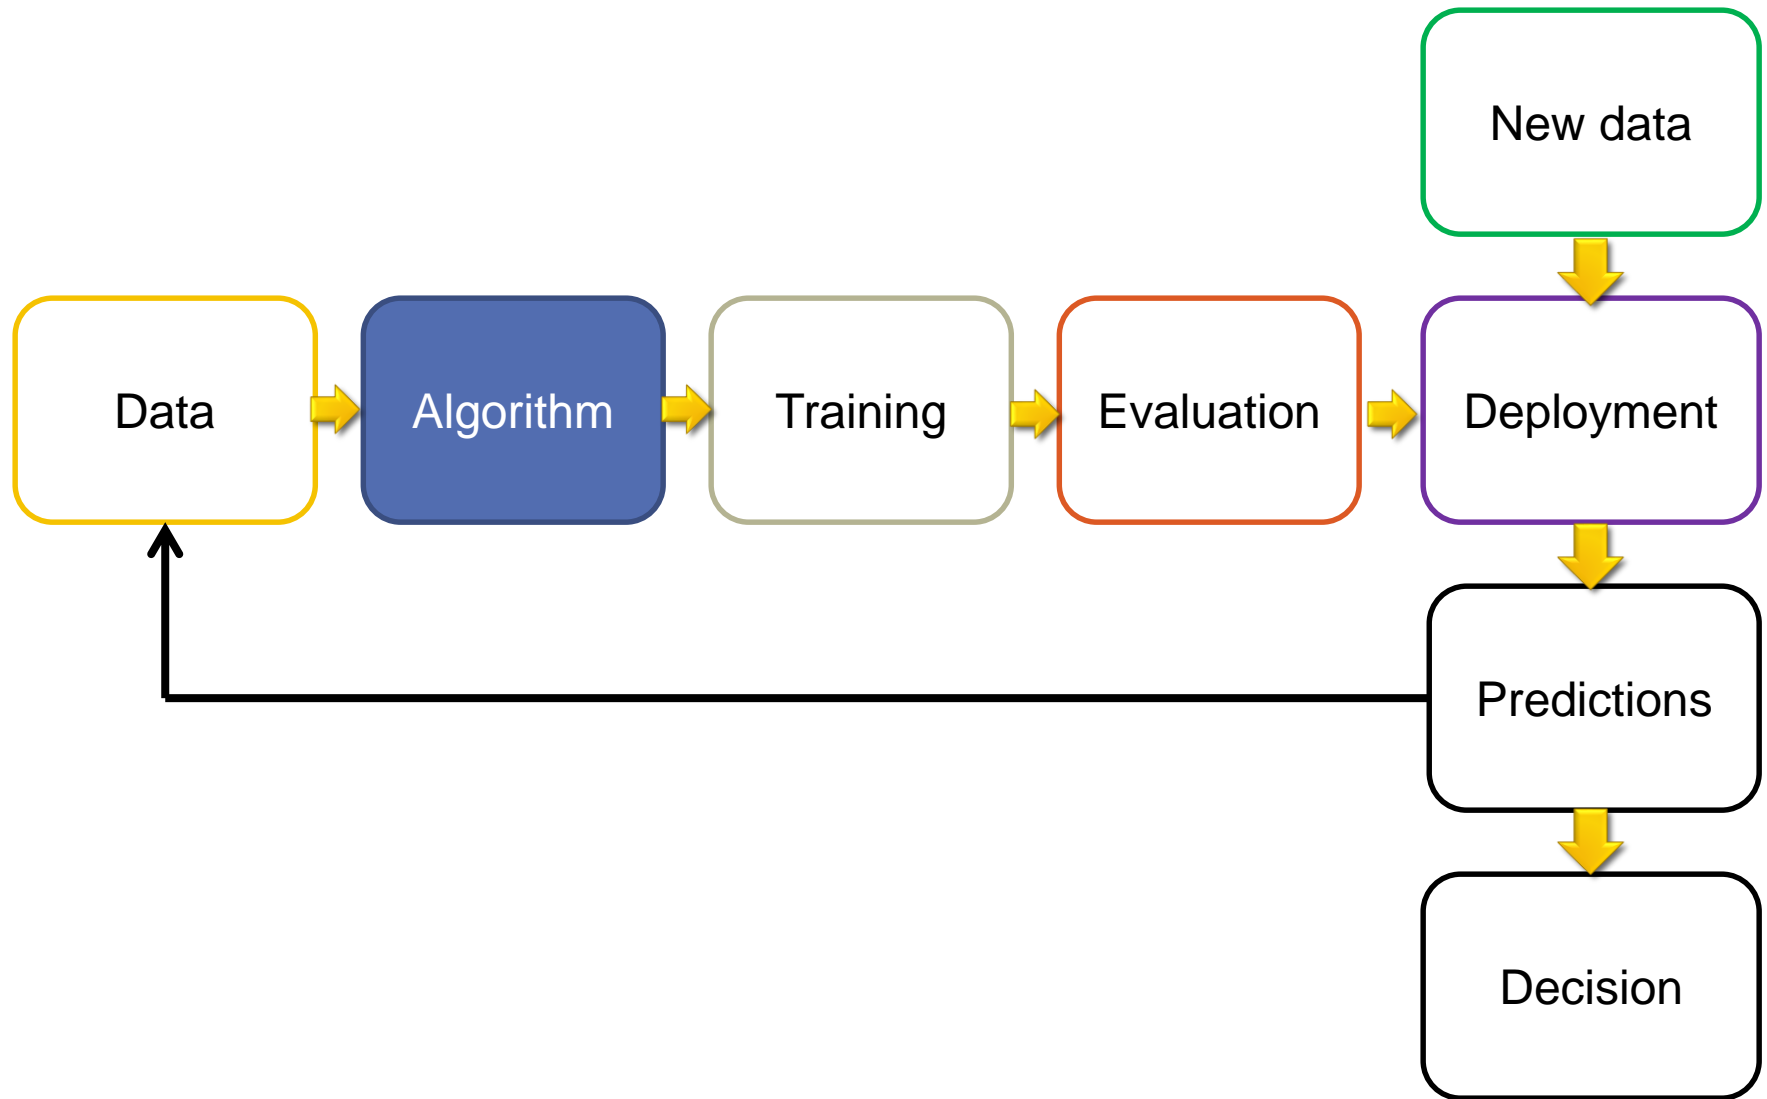 New data
Data
Algorithm
Training
Evaluation
Deployment
Predictions
Decision